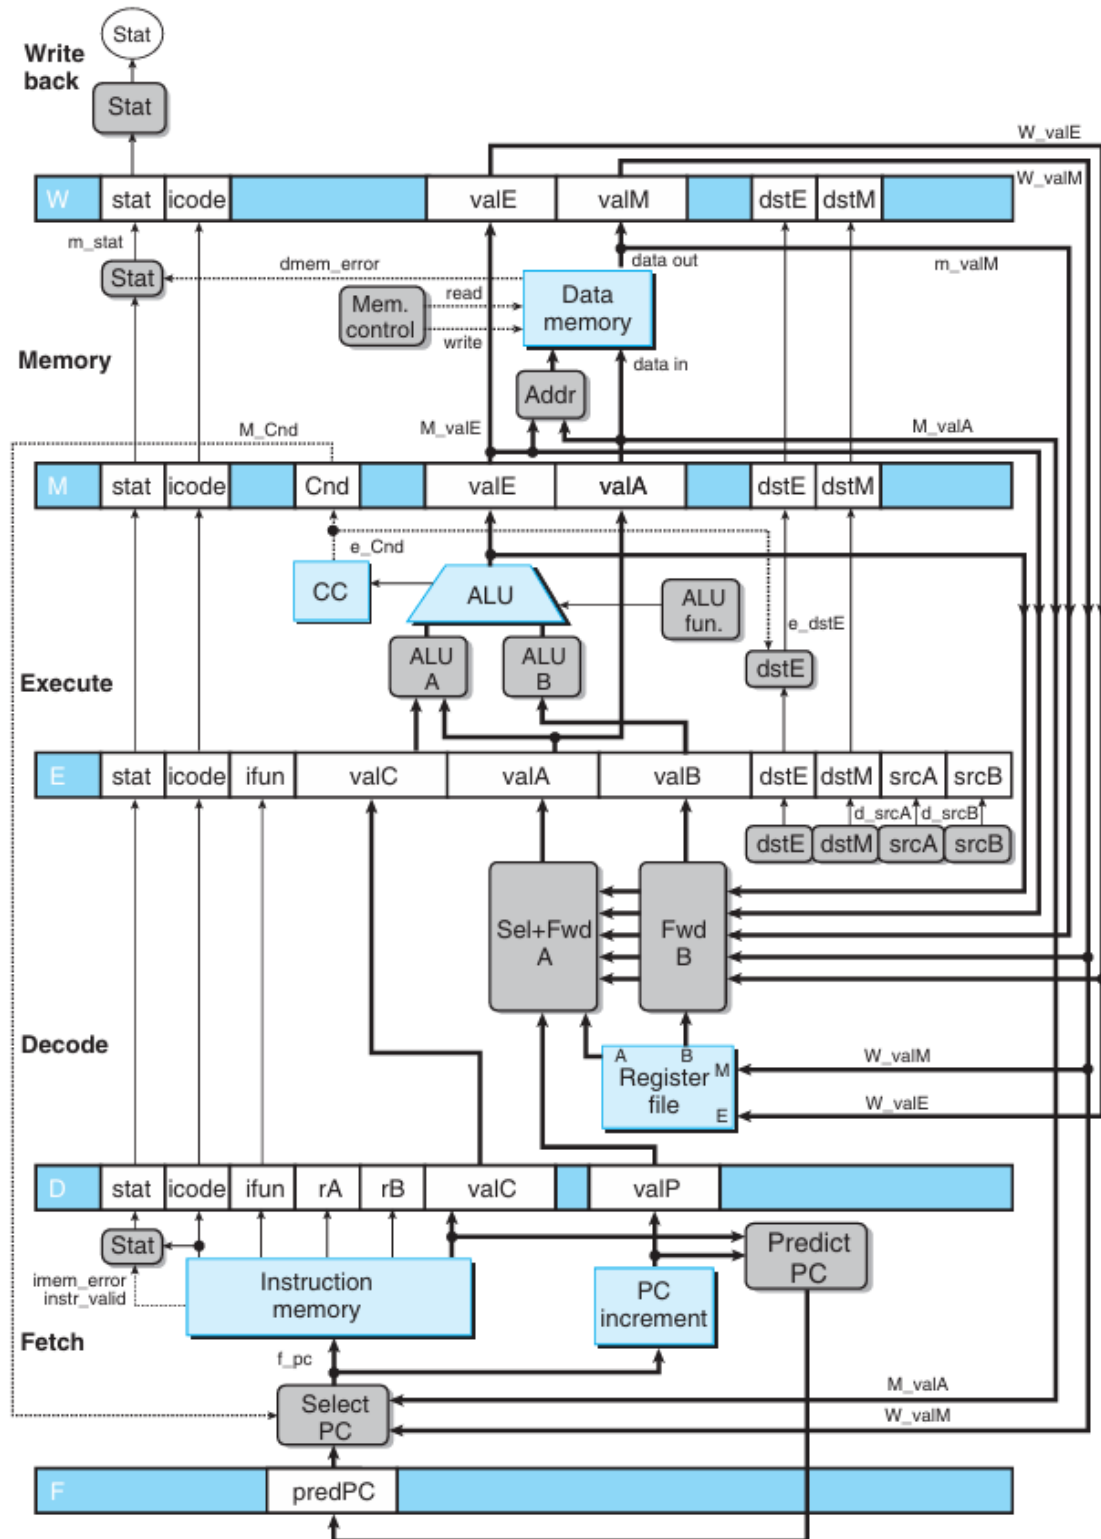 Stat
Write
back
Stat
W_valE
W_valM
W
stat
icode
valE
valM
dstE
dstM
m_stat
Stat
dmem_error
data out
m_valM
Mem.
control
read
write
Data
memory
Memory
data in
Addr
M_Cnd
M_valE
M_valA
M
stat
icode
Cnd
valE
valA
dstE
dstM
e_Cnd
CC
ALU
ALU
fun.
e_dstE
ALU
A
ALU
B
dstE
Execute
E
stat
icode
ifun
valC
valA
valB
dstE
dstM
srcA
srcB
d_srcA
d_srcB
dstE
dstM
srcA
srcB
Sel+Fwd
A
Fwd
B
Decode
A
B
M
Register
file
E
W_valM
W_valE
D
stat
icode
ifun
rA
rB
valC
valP
Stat
Predict
PC
imem_error
instr_valid
Instruction
memory
PC
increment
Fetch
f_pc
Select
PC
M_valA
W_valM
F
predPC